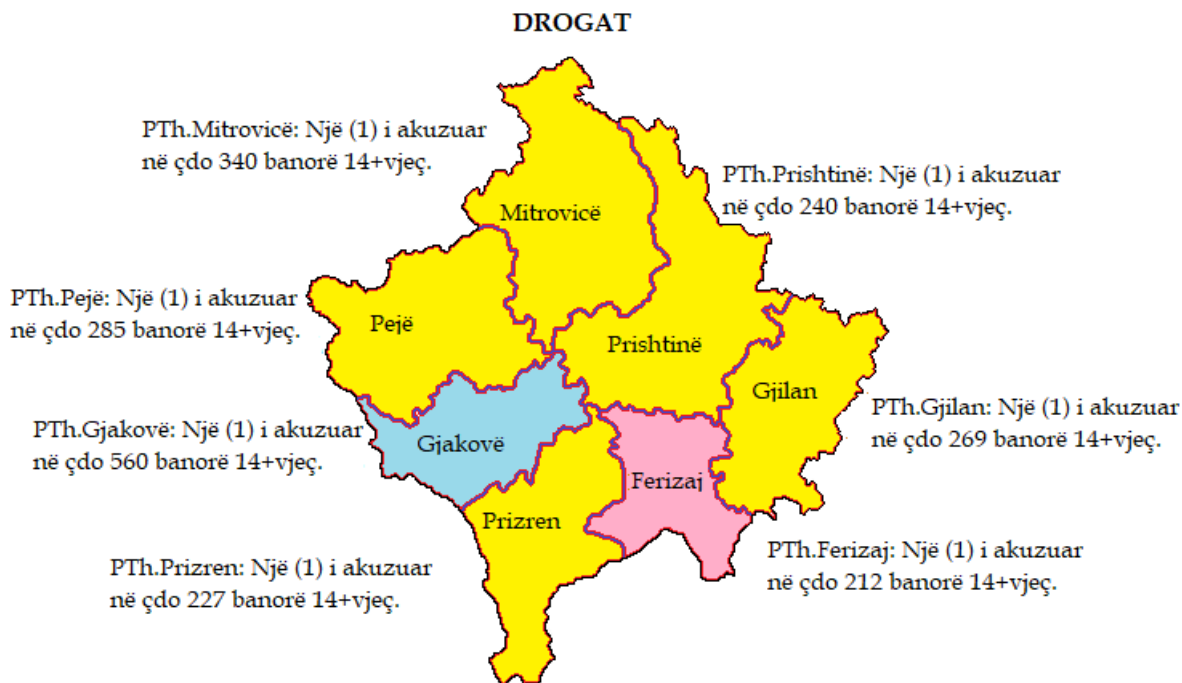 DROGAT
PTh.Mitrovicë: Një (1) i akuzuar
në çdo 340 banorë 14+vjeç.
PTh.Prishtinë: Një (1) i akuzuar
në çdo 240 banorë 14+vjeç.
Mitrovicë
PTh.Pejë: Një (1) i akuzuar
në çdo 285 banorë 14+vjeç.
Pejë
Prishtinë
Gjilan
PTh.Gjilan: Një (1) i akuzuar
në çdo 269 banorë 14+vjeç.
PTh.Gjakovë: Një (1) i akuzuar
në çdo 560 banorë 14+vjeç.
Gjakovë
Ferizaj
Prizren
PTh.Ferizaj: Një (1) i akuzuar
në çdo 212 banorë 14+vjeç.
PTh.Prizren: Një (1) i akuzuar
në çdo 227 banorë 14+vjeç.